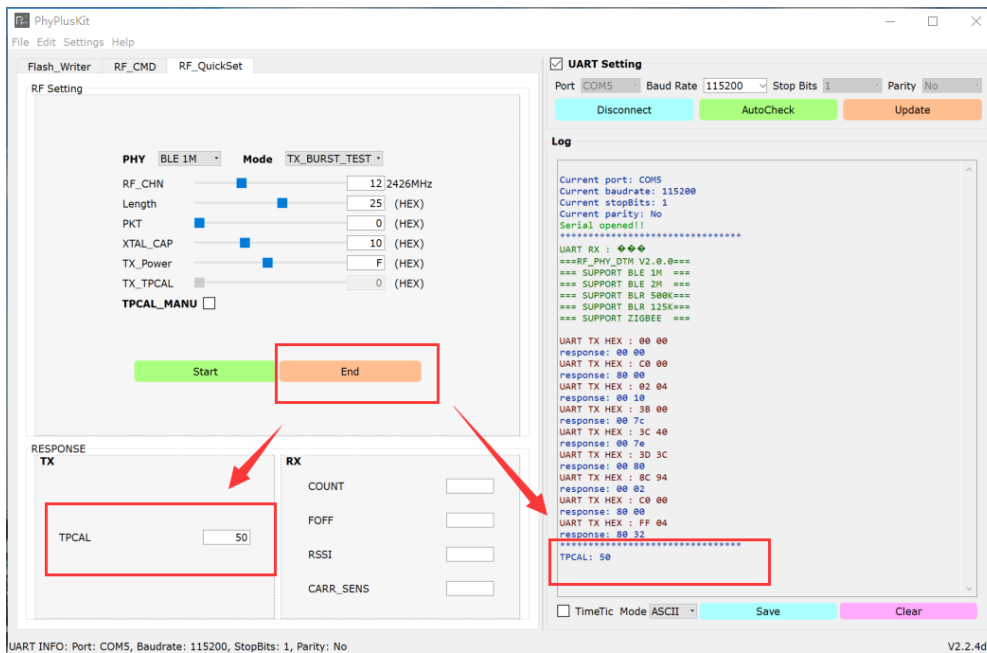 PhyPlusKit
File Edit Settings Help
Flash_Writer RF_CMD RF_QuickSet
RF Setting
PHY BLE 1M Mode TX_BURST_TEST
RF_CHN 12 2426MHz
Length 25 (HEX)
PKT 0 (HEX)
XTAL_CAP 10 (HEX)
TX_Power F (HEX)
TX_TPCAL 0 (HEX)
TPCAL_MANU
Start End
RESPONSE
TX
TPCAL 50
RX
COUNT
FOFF
RSSI
CARR_SENS
UART Setting
Port COM5 Baud Rate 115200 Stop Bits 1 Parity No
Disconnect AutoCheck Update
Log
Current port: COM5
Current baudrate: 115200
Current stopBits: 1
Current parity: No
Serial opened!!
********************************
UART RX : ���
===RF_PHY_DTM V2.0.0===
=== SUPPORT BLE 1M ===
=== SUPPORT BLE 2M ===
=== SUPPORT BLR 500K===
=== SUPPORT BLR 125K===
=== SUPPORT ZIGBEE ===
UART TX HEX : 00 00
response: 00 00
UART TX HEX : C0 00
response: 80 00
UART TX HEX : 02 04
response: 00 10
UART TX HEX : 3B 00
response: 00 7c
UART TX HEX : 3C 40
response: 00 7e
UART TX HEX : 3D 3C
response: 00 80
UART TX HEX : 8C 94
response: 00 02
UART TX HEX : C0 00
response: 80 00
UART TX HEX : FF 04
response: 80 32
********************************
TPCAL: 50
TimeTic Mode ASCII Save Clear
UART INFO: Port: COM5, Baudrate: 115200, StopBits: 1, Parity: No V2.2.4d